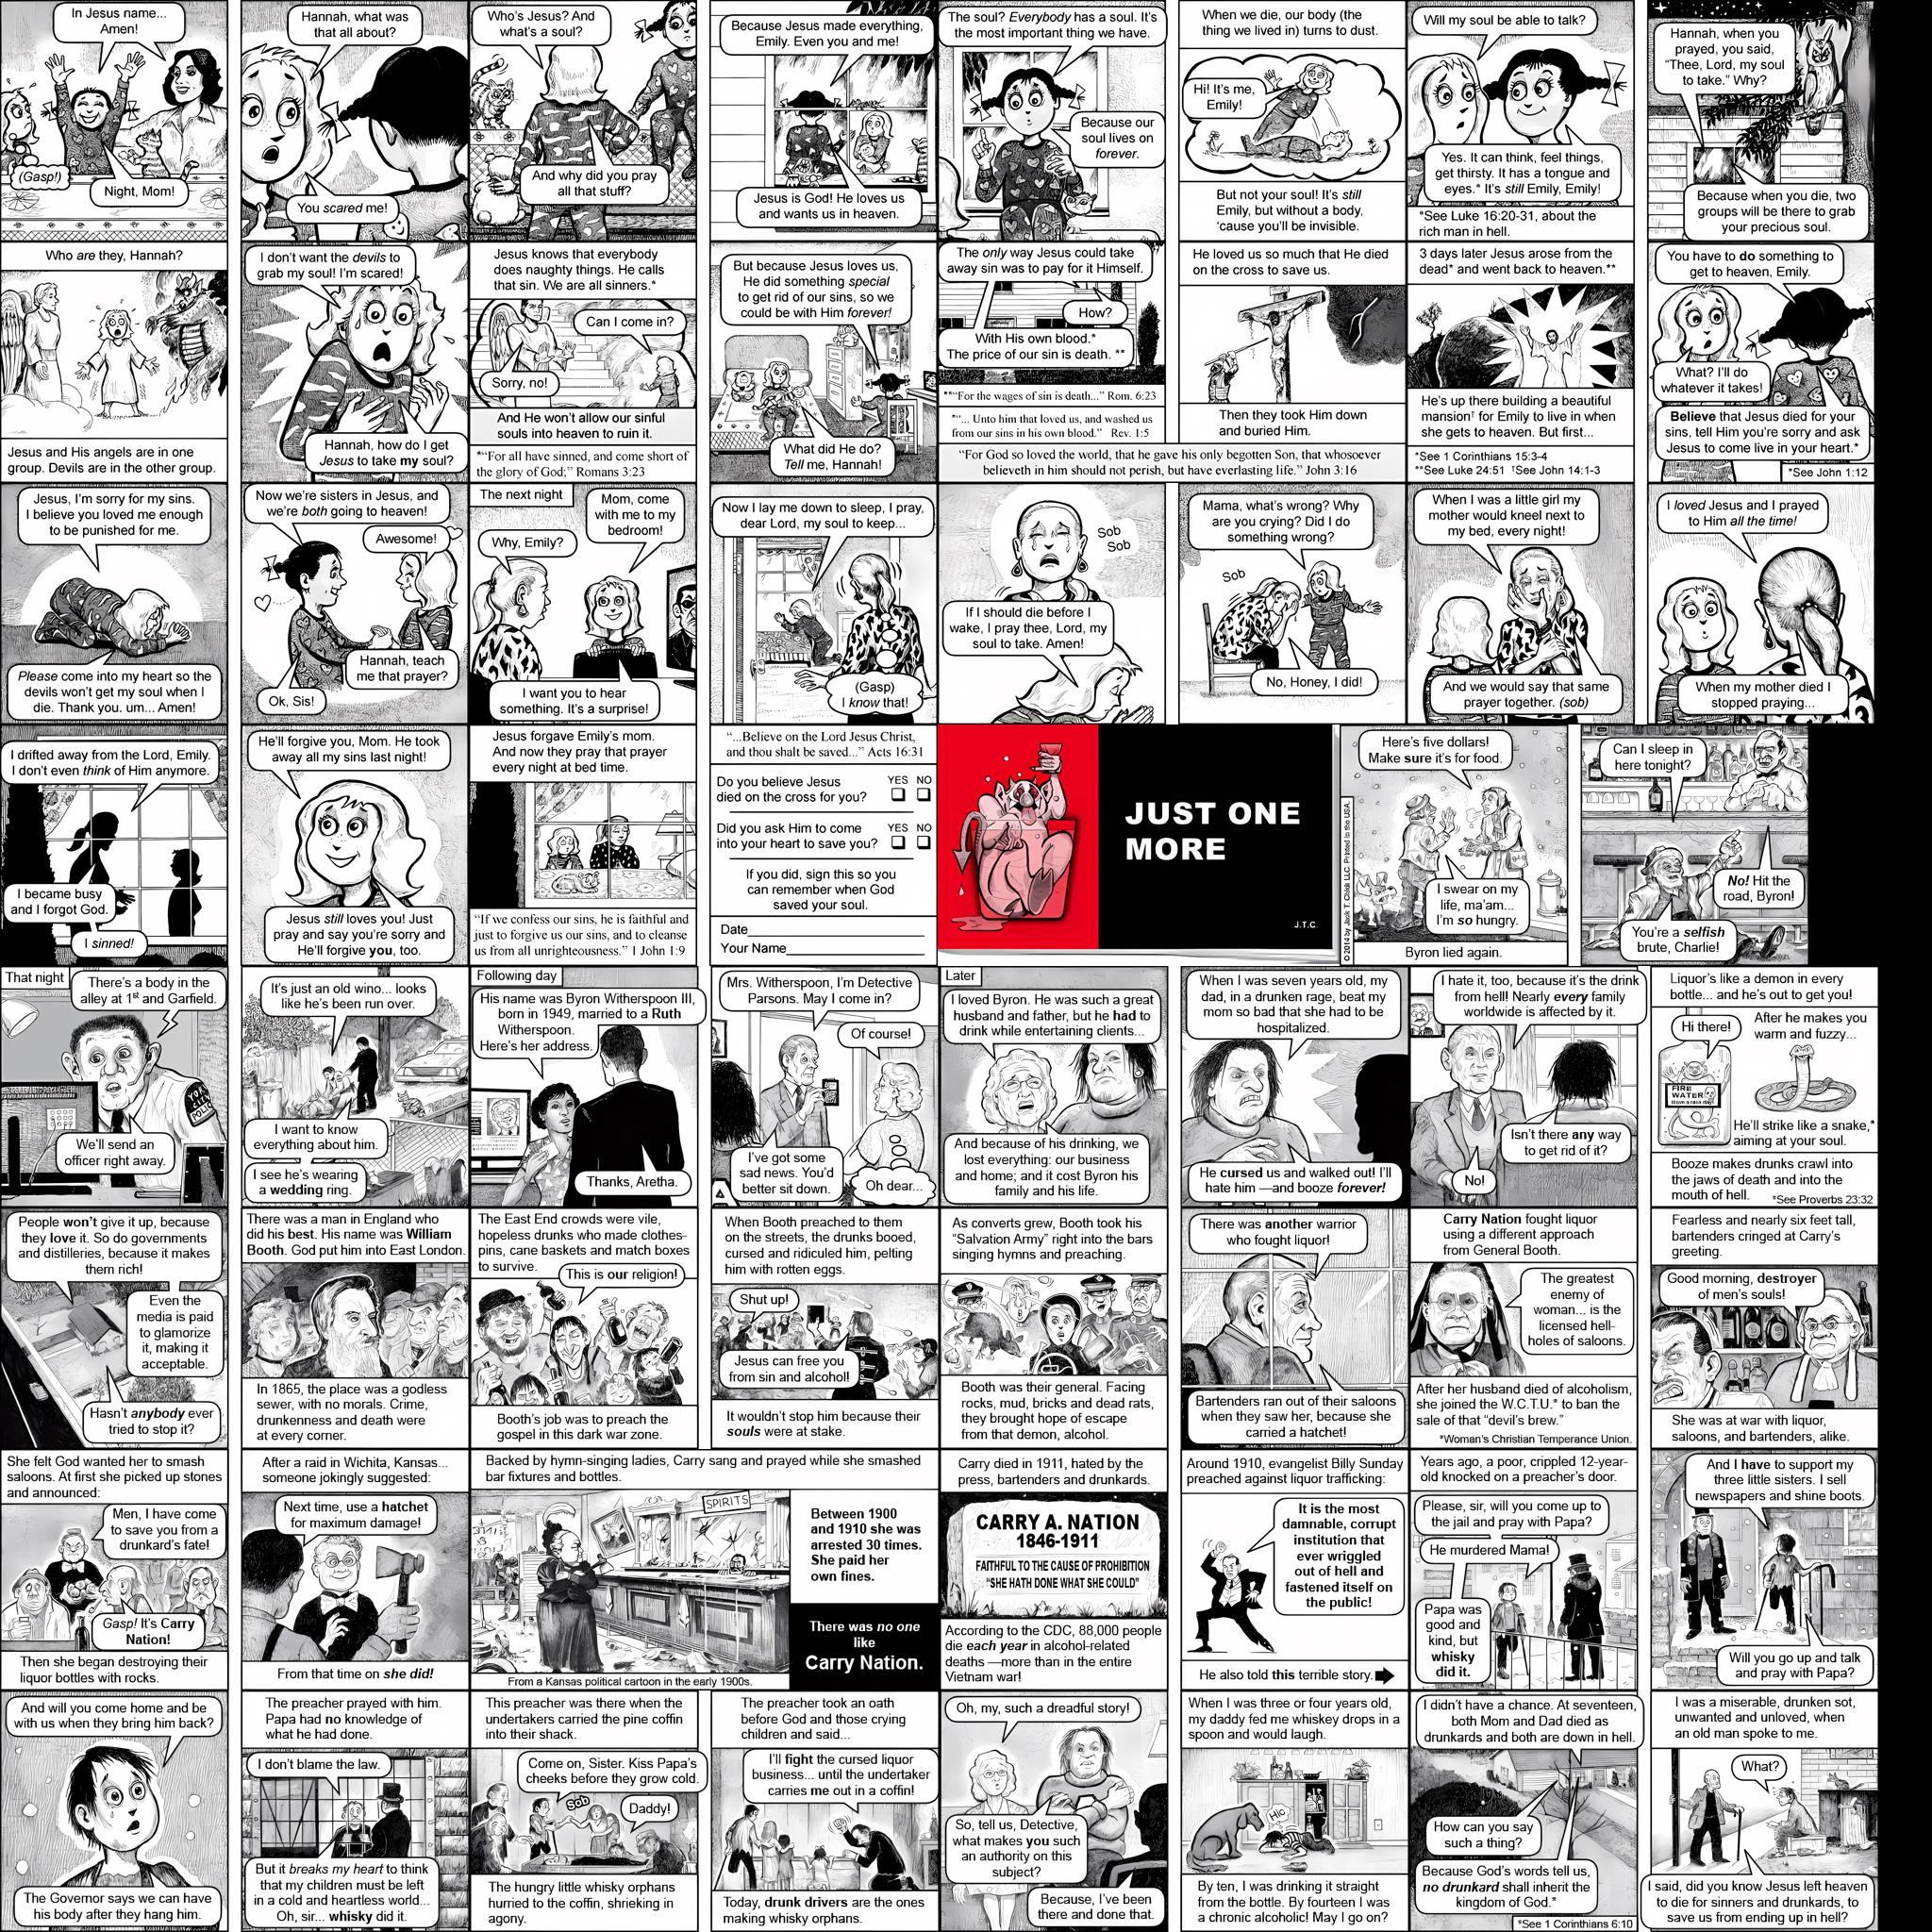 In Jesus name...
Amen!
(Gasp!)
Night, Mom!
Hannah, what was
that all about?
You scared me!
Who's Jesus? And
what's a soul?
And why did you pray
all that stuff?
Because Jesus made everything,
Emily. Even you and me!
Jesus is God! He loves us
and wants us in heaven.
The soul? Everybody has a soul. It's
the most important thing we have.
Because our
soul lives on
forever.
When we die, our body (the
thing we lived in) turns to dust.
Hi! It's me,
Emily!
But not your soul! It's still
Emily, but without a body,
'cause you'll be invisible.
Will my soul be able to talk?
Yes. It can think, feel things,
get thirsty. It has a tongue and
eyes.* It's still Emily, Emily!
*See Luke 16:20-31, about the
rich man in hell.
Hannah, when you
prayed, you said,
"Thee, Lord, my soul
to take." Why?
Because when you die, two
groups will be there to grab
your precious soul.
Who are they, Hannah?
Jesus and His angels are in one
group. Devils are in the other group.
I don't want the devils to
grab my soul! I'm scared!
Hannah, how do I get
Jesus to take my soul?
Jesus knows that everybody
does naughty things. He calls
that sin. We are all sinners.*
Can I come in?
Sorry, no!
And He won't allow our sinful
souls into heaven to ruin it.
*"For all have sinned, and come short of
the glory of God;" Romans 3:23
But because Jesus loves us,
He did something special
to get rid of our sins, so we
could be with Him forever!
What did He do?
Tell me, Hannah!
The only way Jesus could take
away sin was to pay for it Himself.
How?
With His own blood.*
The price of our sin is death. **
**"For the wages of sin is death..." Rom. 6:23
*"... Unto him that loved us, and washed us
from our sins in his own blood." Rev. 1:5
He loved us so much that He died
on the cross to save us.
Then they took Him down
and buried Him.
3 days later Jesus arose from the
dead* and went back to heaven.**
He's up there building a beautiful
mansion† for Emily to live in when
she gets to heaven. But first...
*See 1 Corinthians 15:3-4
**See Luke 24:51 †See John 14:1-3
"For God so loved the world, that he gave his only begotten Son, that whosoever
believeth in him should not perish, but have everlasting life." John 3:16
You have to do something to
get to heaven, Emily.
What? I'll do
whatever it takes!
Believe that Jesus died for your
sins, tell Him you're sorry and ask
Jesus to come live in your heart.*
*See John 1:12
Jesus, I'm sorry for my sins.
I believe you loved me enough
to be punished for me.
Please come into my heart so the
devils won't get my soul when I
die. Thank you. um... Amen!
Now we're sisters in Jesus, and
we're both going to heaven!
Awesome!
Hannah, teach
me that prayer?
Ok, Sis!
The next night
Mom, come
with me to my
bedroom!
Why, Emily?
I want you to hear
something. It's a surprise!
Now I lay me down to sleep, I pray,
dear Lord, my soul to keep...
(Gasp)
I know that!
Sob
Sob
If I should die before I
wake, I pray thee, Lord, my
soul to take. Amen!
Mama, what's wrong? Why
are you crying? Did I do
something wrong?
Sob
No, Honey, I did!
When I was a little girl my
mother would kneel next to
my bed, every night!
And we would say that same
prayer together. (sob)
I loved Jesus and I prayed
to Him all the time!
When my mother died I
stopped praying...
I drifted away from the Lord, Emily.
I don't even think of Him anymore.
I became busy
and I forgot God.
I sinned!
He'll forgive you, Mom. He took
away all my sins last night!
Jesus still loves you! Just
pray and say you're sorry and
He'll forgive you, too.
Jesus forgave Emily's mom.
And now they pray that prayer
every night at bed time.
"If we confess our sins, he is faithful and
just to forgive us our sins, and to cleanse
us from all unrighteousness." 1 John 1:9
"...Believe on the Lord Jesus Christ,
and thou shalt be saved..." Acts 16:31
Do you believe Jesus
died on the cross for you?
YES NO
Did you ask Him to come
into your heart to save you?
YES NO
If you did, sign this so you
can remember when God
saved your soul.
Date
Your Name
JUST ONE
MORE
J.T.C.
© 2014 by Jack T. Chick LLC. Printed in the USA.
Here's five dollars!
Make sure it's for food.
I swear on my
life, ma'am...
I'm so hungry.
Byron lied again.
Can I sleep in
here tonight?
No! Hit the
road, Byron!
You're a selfish
brute, Charlie!
That night
There's a body in the
alley at 1st and Garfield.
We'll send an
officer right away.
It's just an old wino... looks
like he's been run over.
I want to know
everything about him.
I see he's wearing
a wedding ring.
Following day
His name was Byron Witherspoon III,
born in 1949, married to a Ruth
Witherspoon.
Here's her address.
Thanks, Aretha.
Mrs. Witherspoon, I'm Detective
Parsons. May I come in?
Of course!
I've got some
sad news. You'd
better sit down.
Oh dear...
Later
I loved Byron. He was such a great
husband and father, but he had to
drink while entertaining clients...
And because of his drinking, we
lost everything: our business
and home; and it cost Byron his
family and his life.
When I was seven years old, my
dad, in a drunken rage, beat my
mom so bad that she had to be
hospitalized.
He cursed us and walked out! I'll
hate him —and booze forever!
I hate it, too, because it's the drink
from hell! Nearly every family
worldwide is affected by it.
Isn't there any way
to get rid of it?
No!
Liquor's like a demon in every
bottle... and he's out to get you!
Hi there!
After he makes you
warm and fuzzy...
FIRE
WATER
Have a nice day!
He'll strike like a snake,*
aiming at your soul.
Booze makes drunks crawl into
the jaws of death and into the
mouth of hell.
*See Proverbs 23:32
People won't give it up, because
they love it. So do governments
and distilleries, because it makes
them rich!
Even the
media is paid
to glamorize
it, making it
acceptable.
Hasn't anybody ever
tried to stop it?
There was a man in England who
did his best. His name was William
Booth. God put him into East London.
In 1865, the place was a godless
sewer, with no morals. Crime,
drunkenness and death were
at every corner.
The East End crowds were vile,
hopeless drunks who made clothes-
pins, cane baskets and match boxes
to survive.
This is our religion!
Booth's job was to preach the
gospel in this dark war zone.
When Booth preached to them
on the streets, the drunks booed,
cursed and ridiculed him, pelting
him with rotten eggs.
Shut up!
Jesus can free you
from sin and alcohol!
It wouldn't stop him because their
souls were at stake.
As converts grew, Booth took his
"Salvation Army" right into the bars
singing hymns and preaching.
Booth was their general. Facing
rocks, mud, bricks and dead rats,
they brought hope of escape
from that demon, alcohol.
There was another warrior
who fought liquor!
Bartenders ran out of their saloons
when they saw her, because she
carried a hatchet!
Carry Nation fought liquor
using a different approach
from General Booth.
The greatest
enemy of
woman... is the
licensed hell-
holes of saloons.
After her husband died of alcoholism,
she joined the W.C.T.U.* to ban the
sale of that "devil's brew."
*Woman's Christian Temperance Union.
Fearless and nearly six feet tall,
bartenders cringed at Carry's
greeting.
Good morning, destroyer
of men's souls!
She was at war with liquor,
saloons, and bartenders, alike.
She felt God wanted her to smash
saloons. At first she picked up stones
and announced:
Men, I have come
to save you from a
drunkard's fate!
Gasp! It's Carry
Nation!
Then she began destroying their
liquor bottles with rocks.
After a raid in Wichita, Kansas...
someone jokingly suggested:
Next time, use a hatchet
for maximum damage!
From that time on she did!
Backed by hymn-singing ladies, Carry sang and prayed while she smashed
bar fixtures and bottles.
SPIRITS
From a Kansas political cartoon in the early 1900s.
Between 1900
and 1910 she was
arrested 30 times.
She paid her
own fines.
There was no one
like
Carry Nation.
Carry died in 1911, hated by the
press, bartenders and drunkards.
CARRY A. NATION
1846-1911
FAITHFUL TO THE CAUSE OF PROHIBITION
"SHE HATH DONE WHAT SHE COULD"
According to the CDC, 88,000 people
die each year in alcohol-related
deaths —more than in the entire
Vietnam war!
Around 1910, evangelist Billy Sunday
preached against liquor trafficking:
It is the most
damnable, corrupt
institution that
ever wriggled
out of hell and
fastened itself on
the public!
He also told this terrible story.
Years ago, a poor, crippled 12-year-
old knocked on a preacher's door.
Please, sir, will you come up to
the jail and pray with Papa?
He murdered Mama!
Papa was
good and
kind, but
whisky
did it.
And I have to support my
three little sisters. I sell
newspapers and shine boots.
Will you go up and talk
and pray with Papa?
And will you come home and be
with us when they bring him back?
The Governor says we can have
his body after they hang him.
The preacher prayed with him.
Papa had no knowledge of
what he had done.
I don't blame the law.
But it breaks my heart to think
that my children must be left
in a cold and heartless world...
Oh, sir... whisky did it.
This preacher was there when the
undertakers carried the pine coffin
into their shack.
Come on, Sister. Kiss Papa's
cheeks before they grow cold.
Sob
Daddy!
The hungry little whisky orphans
hurried to the coffin, shrieking in
agony.
The preacher took an oath
before God and those crying
children and said...
I'll fight the cursed liquor
business... until the undertaker
carries me out in a coffin!
Today, drunk drivers are the ones
making whisky orphans.
Oh, my, such a dreadful story!
So, tell us, Detective,
what makes you such
an authority on this
subject?
Because, I've been
there and done that.
When I was three or four years old,
my daddy fed me whiskey drops in a
spoon and would laugh.
Hic
By ten, I was drinking it straight
from the bottle. By fourteen I was
a chronic alcoholic! May I go on?
I didn't have a chance. At seventeen,
both Mom and Dad died as
drunkards and both are down in hell.
How can you say
such a thing?
Because God's words tell us,
no drunkard shall inherit the
kingdom of God.*
*See 1 Corinthians 6:10
I was a miserable, drunken sot,
unwanted and unloved, when
an old man spoke to me.
What?
I said, did you know Jesus left heaven
to die for sinners and drunkards, to
save us from ending up in hell?